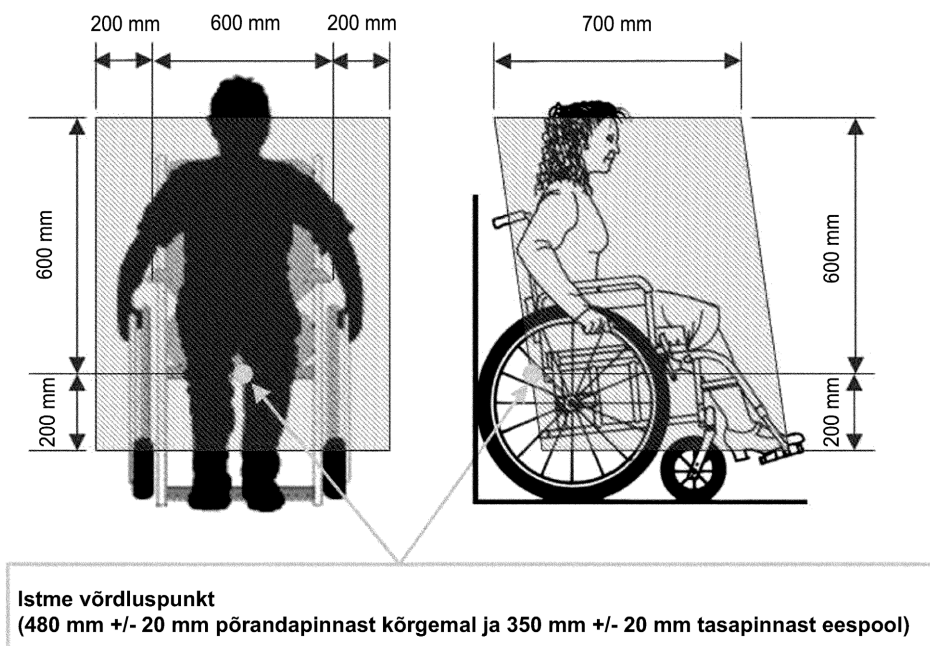 200 mm 600 mm 200 mm 700 mm
600 mm 600 mm
200 mm 200 mm
Istme võrdluspunkt
(480 mm +/- 20 mm põrandapinnast kõrgemal ja 350 mm +/- 20 mm tasapinnast eespool)